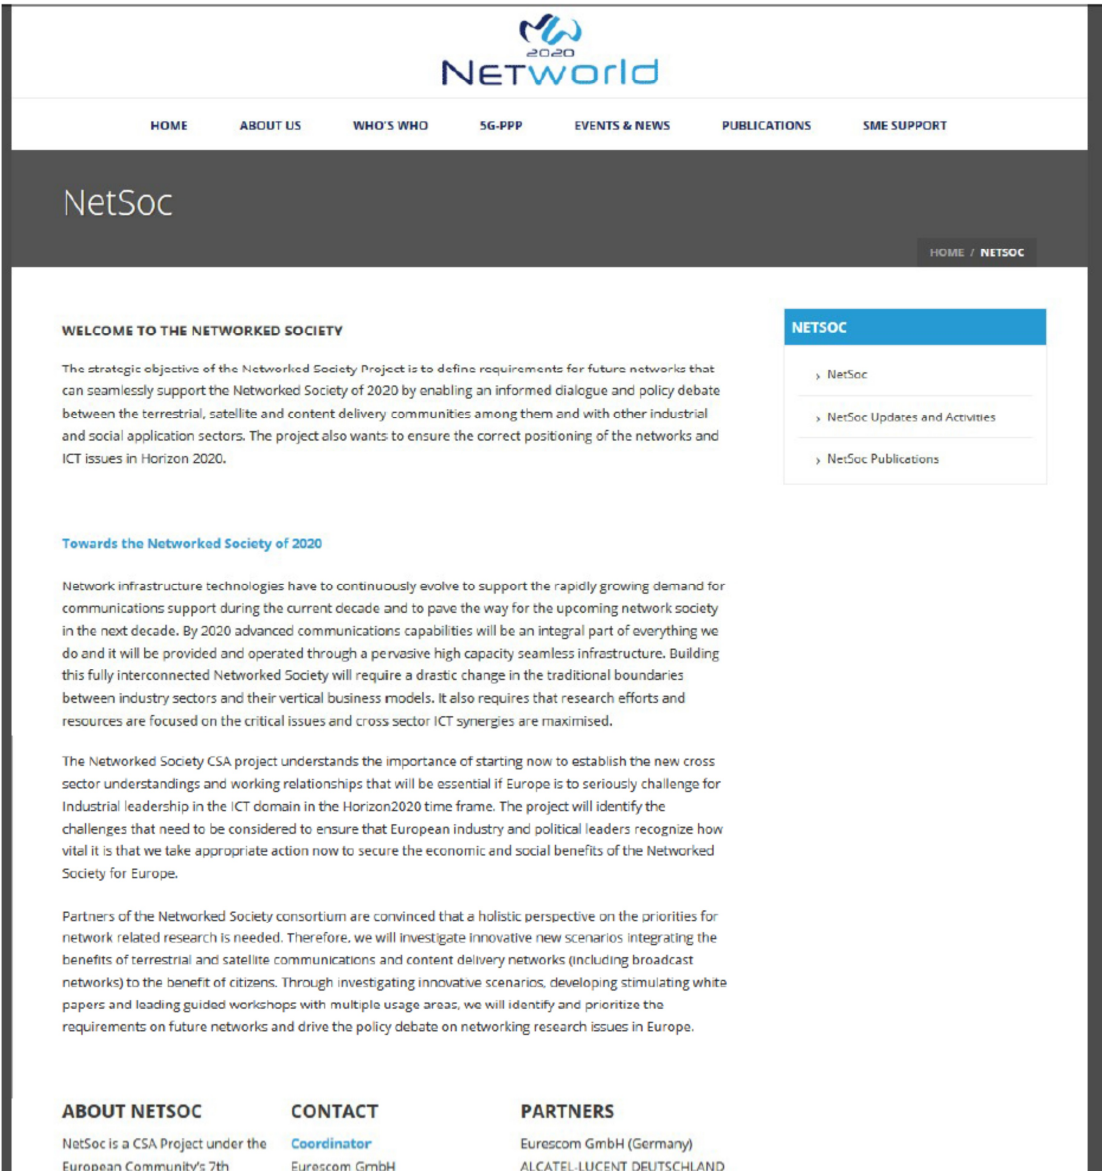 2020
NETWorld
HOME ABOUT US WHO'S WHO 5G-PPP EVENTS & NEWS PUBLICATIONS SME SUPPORT
NetSoc
HOME / NETSOC
WELCOME TO THE NETWORKED SOCIETY
The strategic objective of the Networked Society Project is to define requirements for future networks that
can seamlessly support the Networked Society of 2020 by enabling an informed dialogue and policy debate
between the terrestrial, satellite and content delivery communities among them and with other industrial
and social application sectors. The project also wants to ensure the correct positioning of the networks and
ICT issues in Horizon 2020.
NETSOC
› NetSoc
› NetSoc Updates and Activities
› NetSoc Publications
Towards the Networked Society of 2020
Network infrastructure technologies have to continuously evolve to support the rapidly growing demand for
communications support during the current decade and to pave the way for the upcoming network society
in the next decade. By 2020 advanced communications capabilities will be an integral part of everything we
do and it will be provided and operated through a pervasive high capacity seamless infrastructure. Building
this fully interconnected Networked Society will require a drastic change in the traditional boundaries
between industry sectors and their vertical business models. It also requires that research efforts and
resources are focused on the critical issues and cross sector ICT synergies are maximised.
The Networked Society CSA project understands the importance of starting now to establish the new cross
sector understandings and working relationships that will be essential if Europe is to seriously challenge for
Industrial leadership in the ICT domain in the Horizon2020 time frame. The project will identify the
challenges that need to be considered to ensure that European industry and political leaders recognize how
vital it is that we take appropriate action now to secure the economic and social benefits of the Networked
Society for Europe.
Partners of the Networked Society consortium are convinced that a holistic perspective on the priorities for
network related research is needed. Therefore, we will investigate innovative new scenarios integrating the
benefits of terrestrial and satellite communications and content delivery networks (including broadcast
networks) to the benefit of citizens. Through investigating innovative scenarios, developing stimulating white
papers and leading guided workshops with multiple usage areas, we will identify and prioritize the
requirements on future networks and drive the policy debate on networking research issues in Europe.
ABOUT NETSOC
NetSoc is a CSA Project under the
European Community's 7th
CONTACT
Coordinator
Eurescom GmbH
PARTNERS
Eurescom GmbH (Germany)
ALCATEL-LUCENT DEUTSCHLAND